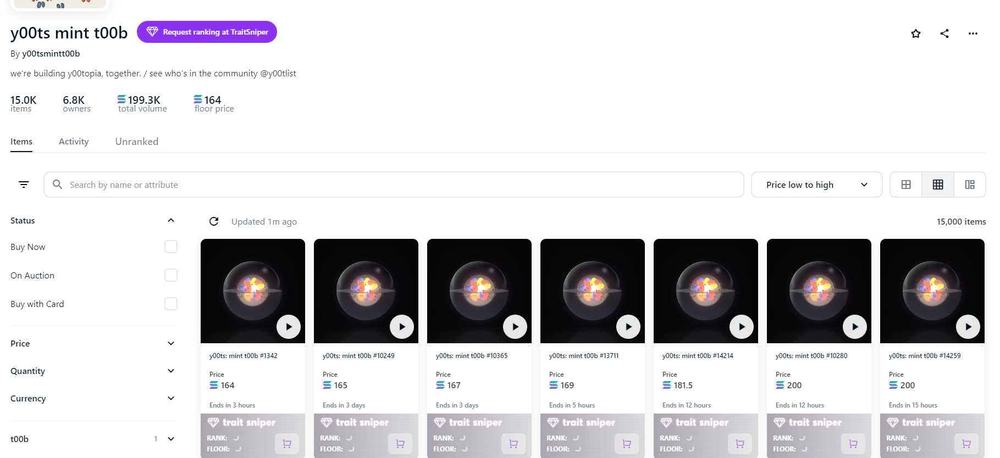 y00ts mint t00b
Request ranking at TraitSniper
By y00tsmintt00b
we're building y00topia, together. / see who's in the community @y00tlist
15.0K 6.8K 199.3K 164
items owners total volume floor price
Items Activity Unranked
Search by name or attribute
Price low to high
Status
Buy Now
On Auction
Buy with Card
Price
Quantity
Currency
t00b 1
Updated 1m ago
15,000 items
y00ts: mint t00b #1342
Price
164
Ends in 3 hours
trait sniper
RANK:
FLOOR:
y00ts: mint t00b #10249
Price
165
Ends in 3 days
trait sniper
RANK:
FLOOR:
y00ts: mint t00b #10365
Price
167
Ends in 3 days
trait sniper
RANK:
FLOOR:
y00ts: mint t00b #13711
Price
169
Ends in 5 hours
trait sniper
RANK:
FLOOR:
y00ts: mint t00b #14214
Price
181.5
Ends in 12 hours
trait sniper
RANK:
FLOOR:
y00ts: mint t00b #10280
Price
200
Ends in 12 hours
trait sniper
RANK:
FLOOR:
y00ts: mint t00b #14259
Price
200
Ends in 15 hours
trait sniper
RANK:
FLOOR: